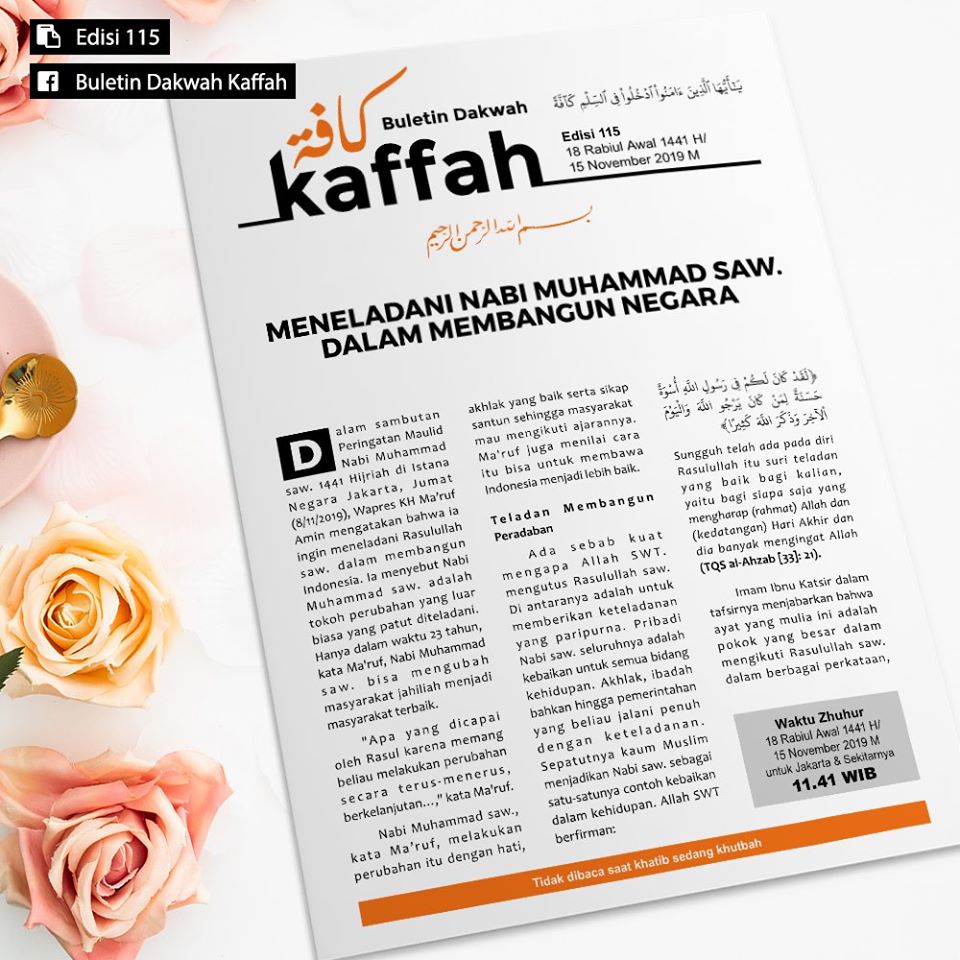 Edisi 115
Buletin Dakwah Kaffah
كافة
Buletin Dakwah
kaffah
يَٰٓأَيُّهَا ٱلَّذِينَ ءَامَنُوا۟ ٱدْخُلُوا۟ فِى ٱلسِّلْمِ كَآفَّةً
Edisi 115
18 Rabiul Awal 1441 H/
15 November 2019 M
بسم الله الرحمن الرحيم
MENELADANI NABI MUHAMMAD SAW.
DALAM MEMBANGUN NEGARA
Dalam sambutan
Peringatan Maulid
Nabi Muhammad
saw. 1441 Hijriah di Istana
Negara Jakarta, Jumat
(8/11/2019), Wapres KH Ma'ruf
Amin mengatakan bahwa ia
ingin meneladani Rasulullah
saw. dalam membangun
Indonesia. Ia menyebut Nabi
Muhammad saw. adalah
tokoh perubahan yang luar
biasa yang patut diteladani.
Hanya dalam waktu 23 tahun,
kata Ma'ruf, Nabi Muhammad
saw. bisa mengubah
masyarakat jahiliah menjadi
masyarakat terbaik.
"Apa yang dicapai
oleh Rasul karena memang
beliau melakukan perubahan
secara terus-menerus,
berkelanjutan…," kata Ma'ruf.
Nabi Muhammad saw.,
kata Ma'ruf, melakukan
perubahan itu dengan hati,
akhlak yang baik serta sikap
santun sehingga masyarakat
mau mengikuti ajarannya.
Ma'ruf juga menilai cara
itu bisa untuk membawa
Indonesia menjadi lebih baik.
Teladan Membangun
Peradaban
Ada sebab kuat
mengapa Allah SWT.
mengutus Rasulullah saw.
Di antaranya adalah untuk
memberikan keteladanan
yang paripurna. Pribadi
Nabi saw. seluruhnya adalah
kebaikan untuk semua bidang
kehidupan. Akhlak, ibadah
bahkan hingga pemerintahan
yang beliau jalani penuh
dengan keteladanan.
Sepatutnya kaum Muslim
menjadikan Nabi saw. sebagai
satu-satunya contoh kebaikan
dalam kehidupan. Allah SWT
berfirman:
﴿لَقَدْ كَانَ لَكُمْ فِى رَسُولِ اللَّهِ أُسْوَةٌ
حَسَنَةٌ لِمَنْ كَانَ يَرْجُو اللَّهَ وَالْيَوْمَ
الْآخِرَ وَذَكَرَ اللَّهَ كَثِيرًا﴾
Sungguh telah ada pada diri
Rasulullah itu suri teladan
yang baik bagi kalian,
yaitu bagi siapa saja yang
mengharap (rahmat) Allah dan
(kedatangan) Hari Akhir dan
dia banyak mengingat Allah
(TQS al-Ahzab [33]: 21).
Imam Ibnu Katsir dalam
tafsirnya menjabarkan bahwa
ayat yang mulia ini adalah
pokok yang besar dalam
mengikuti Rasulullah saw.
dalam berbagai perkataan,
Waktu Zhuhur
18 Rabiul Awal 1441 H/
15 November 2019 M
untuk Jakarta & Sekitarnya
11.41 WIB
Tidak dibaca saat khatib sedang khutbah